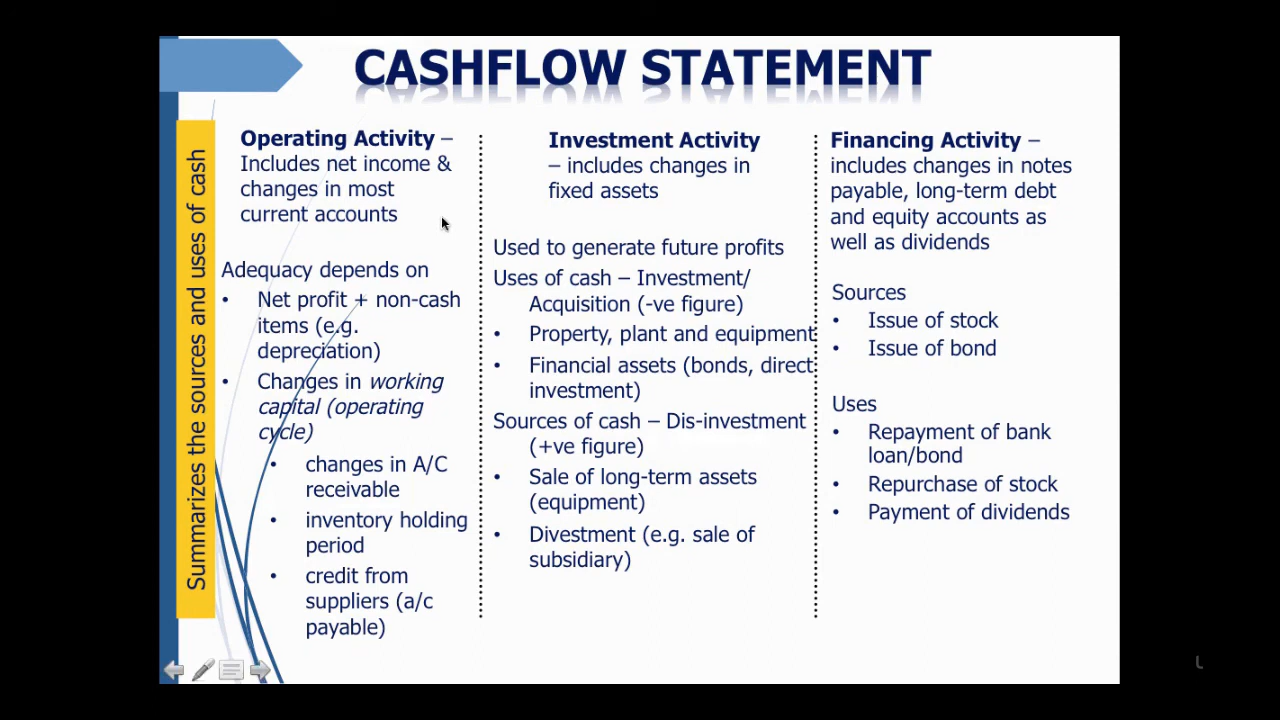 CASHFLOW STATEMENT
Summarizes the sources and uses of cash
Operating Activity –
Includes net income &
changes in most
current accounts
Adequacy depends on
• Net profit + non-cash
items (e.g.
depreciation)
• Changes in working
capital (operating
cycle)
• changes in A/C
receivable
• inventory holding
period
• credit from
suppliers (a/c
payable)
Investment Activity
– includes changes in
fixed assets
Used to generate future profits
Uses of cash – Investment/
Acquisition (-ve figure)
• Property, plant and equipment
• Financial assets (bonds, direct
investment)
Sources of cash – Dis-investment
(+ve figure)
• Sale of long-term assets
(equipment)
• Divestment (e.g. sale of
subsidiary)
Financing Activity –
includes changes in notes
payable, long-term debt
and equity accounts as
well as dividends
Sources
• Issue of stock
• Issue of bond
Uses
• Repayment of bank
loan/bond
• Repurchase of stock
• Payment of dividends